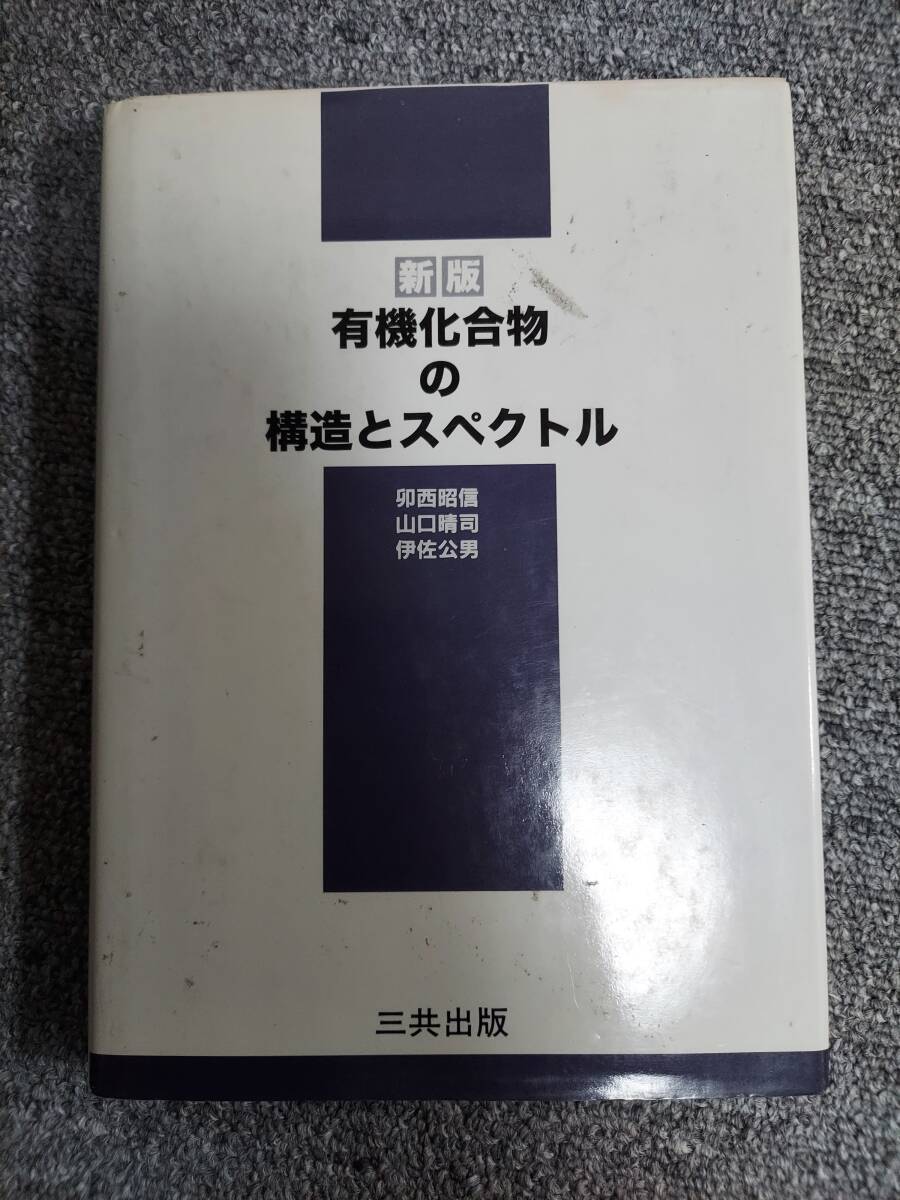 新版
有機化合物
の
構造とスペクトル
卯西昭信
山口晴司
伊佐公男
三共出版